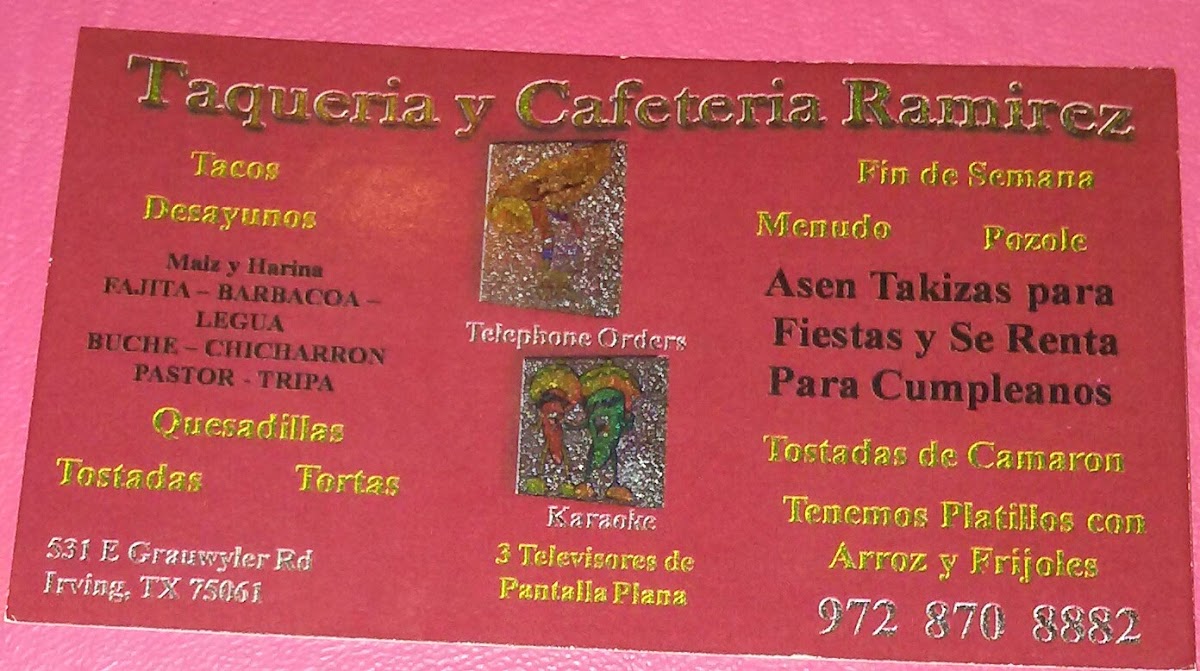 Taqueria y Cafeteria Ramirez
Tacos
Desayunos
Maiz y Harina
FAJITA – BARBACOA –
LEGUA
BUCHE – CHICHARRON
PASTOR - TRIPA
Quesadillas
Tostadas Tortas
531 E Grauwyler Rd
Irving, TX 75061
Telephone Orders
Karaoke
3 Televisores de
Pantalla Plana
Fin de Semana
Menudo Pozole
Asen Takizas para
Fiestas y Se Renta
Para Cumpleanos
Tostadas de Camaron
Tenemos Platillos con
Arroz y Frijoles
972 870 8882